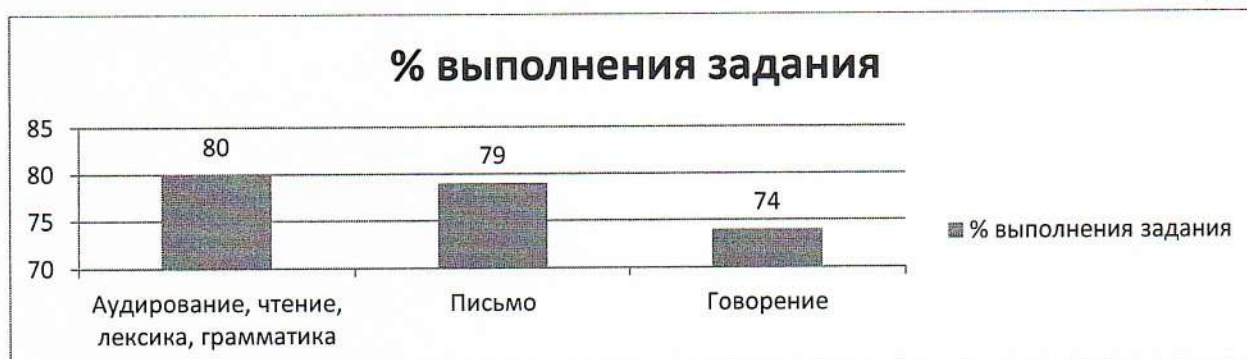 % выполнения задания
85
80
75
70
80
79
74
Аудирование, чтение,
лексика, грамматика
Письмо
Говорение
% выполнения задания